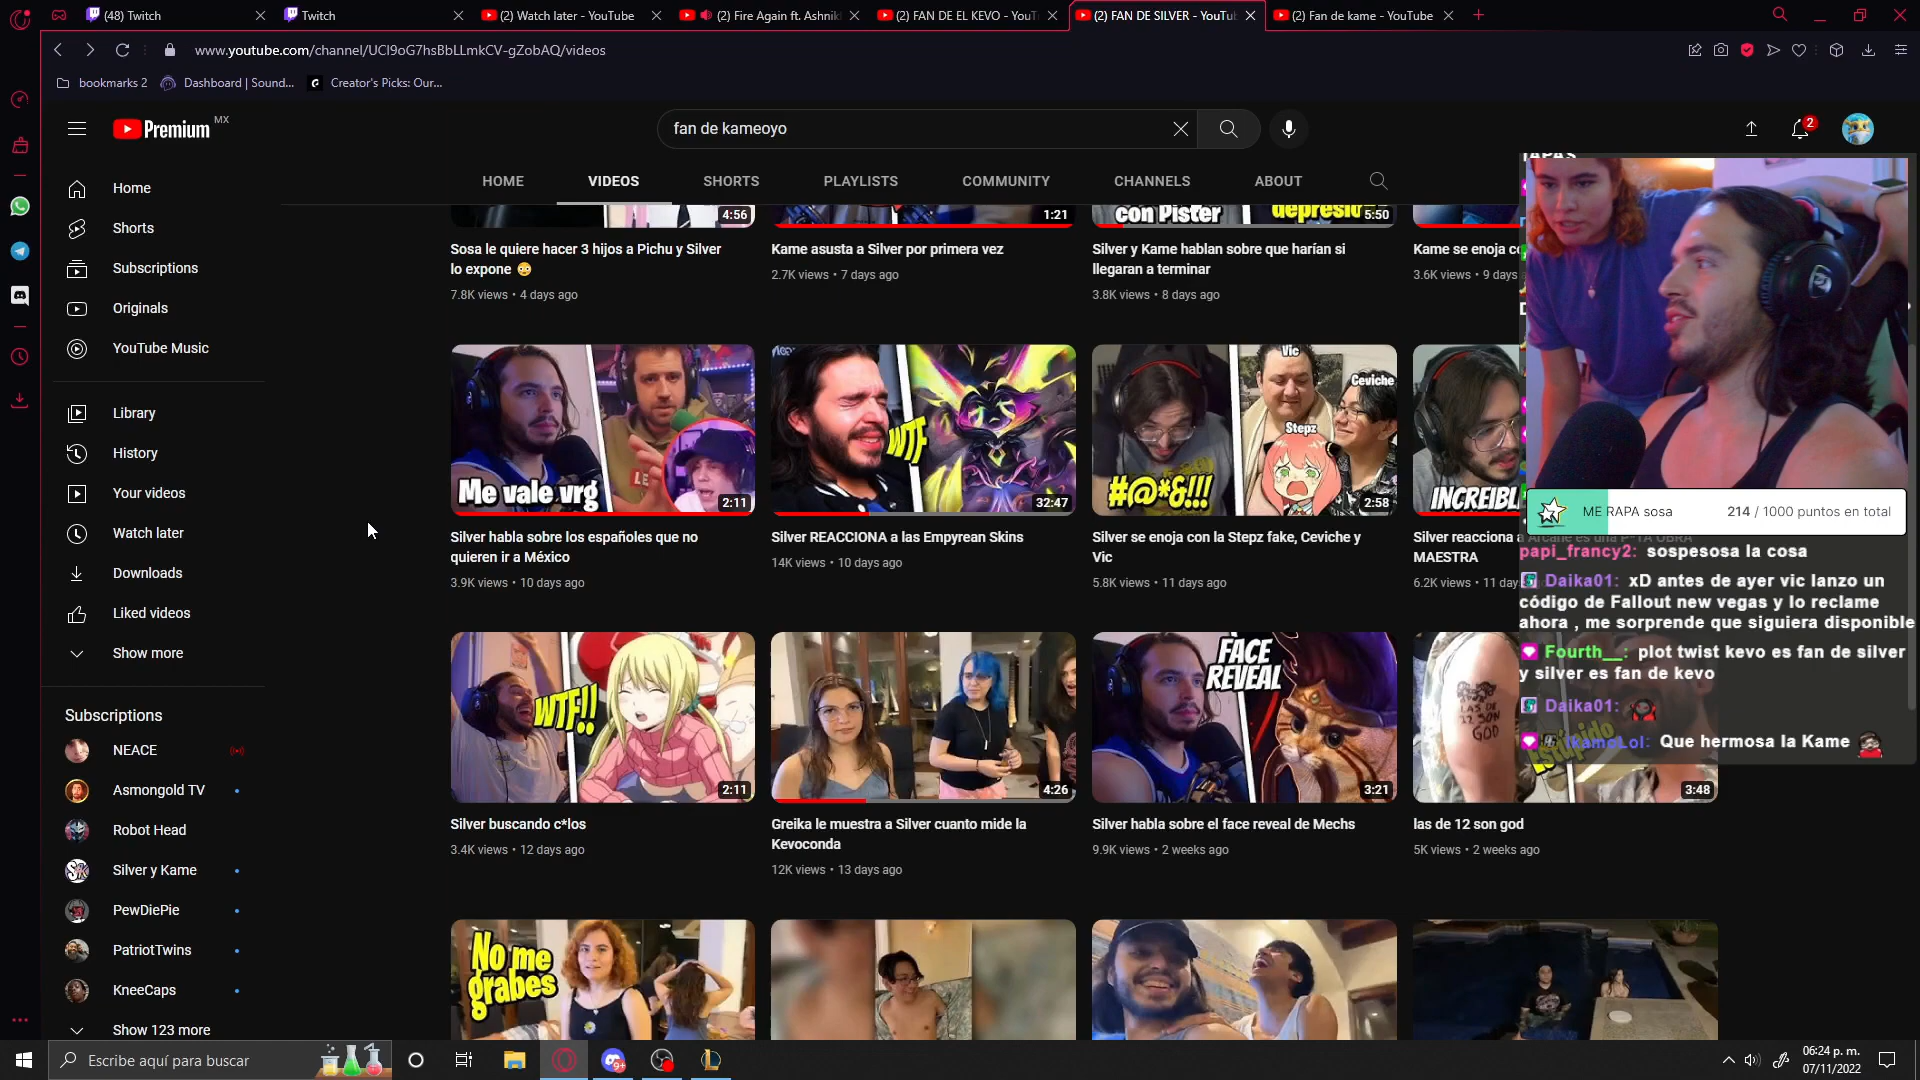 (48) Twitch
Twitch
(2) Watch later - YouTube
(2) Fire Again ft. Ashnik
(2) FAN DE EL KEVO - YouT
(2) FAN DE SILVER - YouTu
(2) Fan de kame - YouTube
www.youtube.com/channel/UCI9oG7hsBbLLmkCV-gZobAQ/videos
bookmarks 2
Dashboard | Sound...
Creator's Picks: Our...
Premium MX
fan de kameoyo
2
HOME
VIDEOS
SHORTS
PLAYLISTS
COMMUNITY
CHANNELS
ABOUT
Home
Shorts
Subscriptions
Originals
YouTube Music
Library
History
Your videos
Watch later
Downloads
Liked videos
Show more
Subscriptions
NEACE
Asmongold TV
Robot Head
Silver y Kame
PewDiePie
PatriotTwins
KneeCaps
Show 123 more
4:56
1:21
con Pister
depresio
5:50
Sosa le quiere hacer 3 hijos a Pichu y Silver
lo expone
7.8K views • 4 days ago
Kame asusta a Silver por primera vez
2.7K views • 7 days ago
Silver y Kame hablan sobre que harían si
llegaran a terminar
3.8K views • 8 days ago
Kame se enoja co
3.6K views • 9 days
Me vale vrg
2:11
WTF
32:47
Vic
Ceviche
Stepz
#@*&!!!
2:58
INCREIBL
Silver habla sobre los españoles que no
quieren ir a México
3.9K views • 10 days ago
Silver REACCIONA a las Empyrean Skins
14K views • 10 days ago
Silver se enoja con la Stepz fake, Ceviche y
Vic
5.8K views • 11 days ago
Silver reacciona a Arcane es una P*TA OBRA
MAESTRA
6.2K views • 11 day
WTF!!
2:11
4:26
FACE
REVEAL
3:21
LAS DE
12 SON
GOD
3:48
Silver buscando c*los
3.4K views • 12 days ago
Greika le muestra a Silver cuanto mide la
Kevoconda
12K views • 13 days ago
Silver habla sobre el face reveal de Mechs
9.9K views • 2 weeks ago
las de 12 son god
5K views • 2 weeks ago
No me
grabes
ME RAPA sosa
214 / 1000 puntos en total
papi_francy2: sospesosa la cosa
Daika01: xD antes de ayer vic lanzo un
código de Fallout new vegas y lo reclame
ahora , me sorprende que siguiera disponible
Fourth__: plot twist kevo es fan de silver
y silver es fan de kevo
Daika01:
IkamoLol: Que hermosa la Kame
Escribe aquí para buscar
9+
06:24 p. m.
07/11/2022